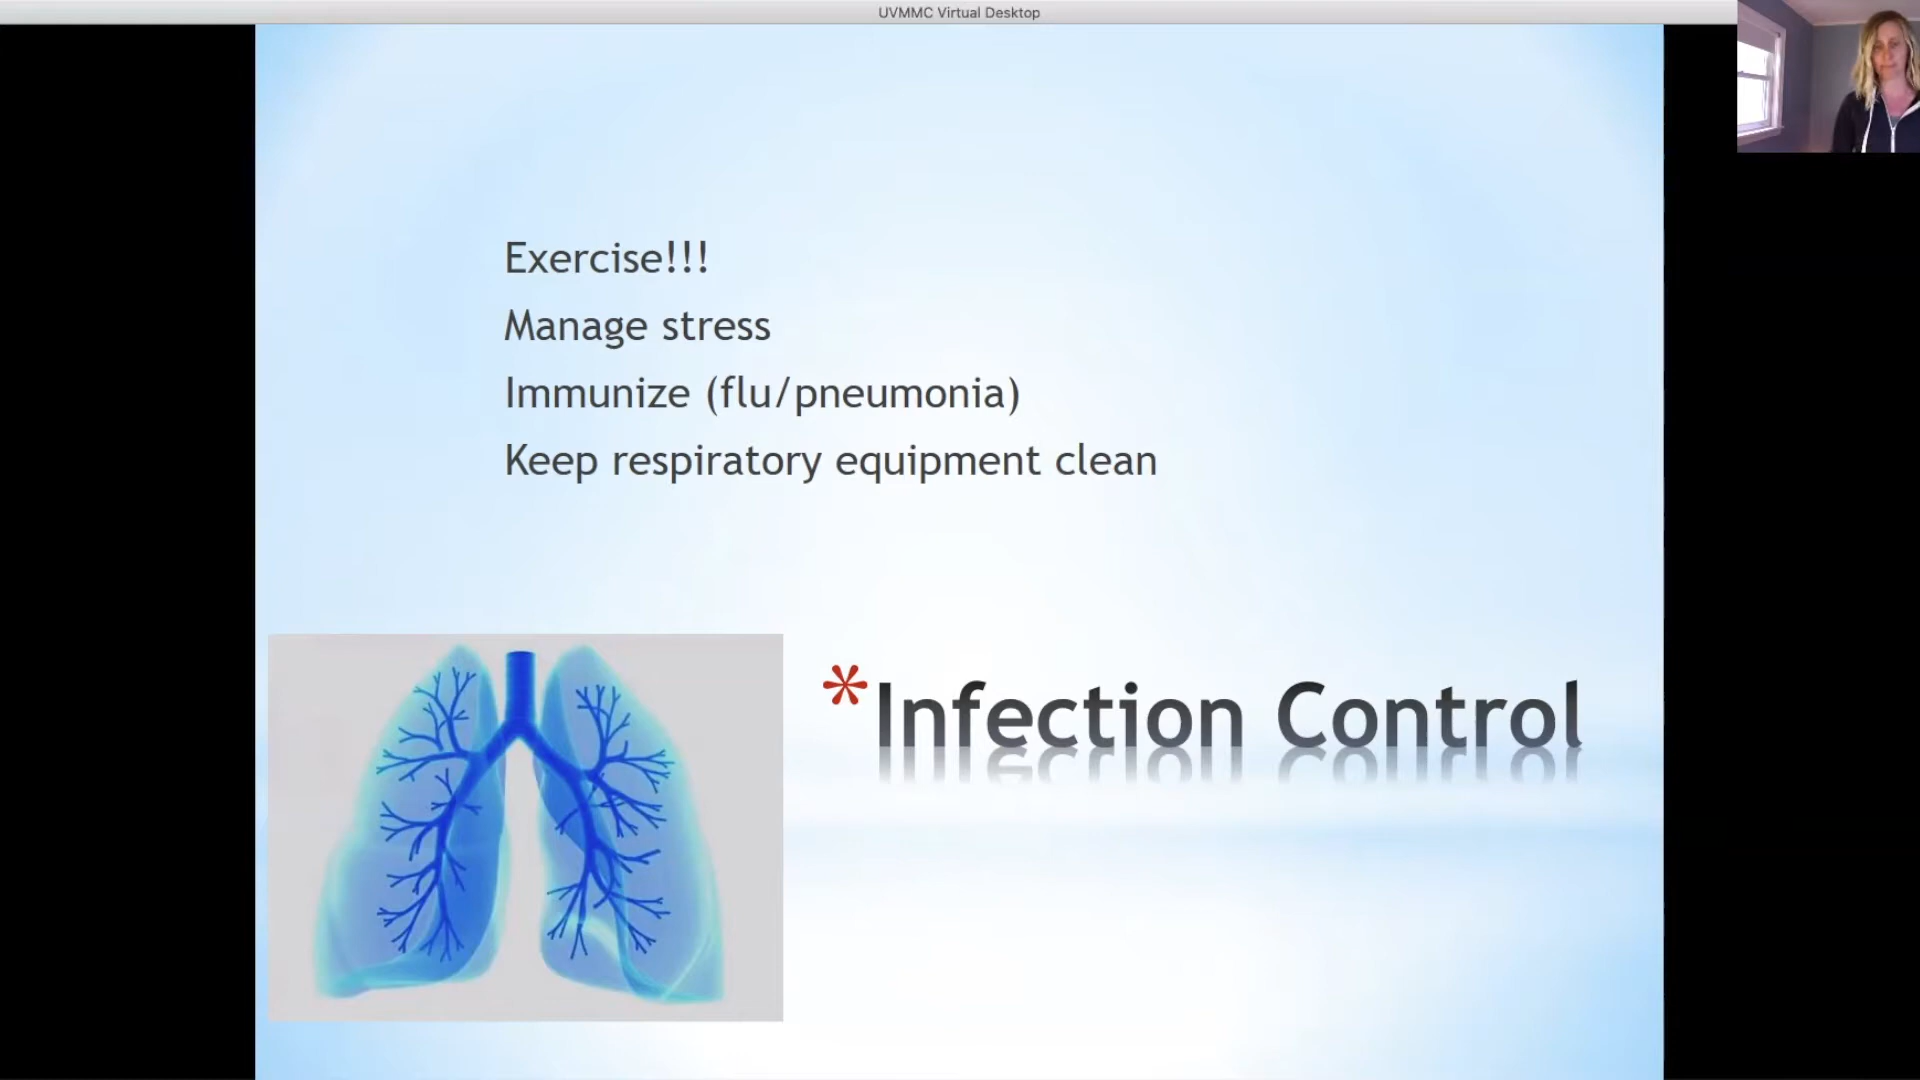 UVMMC Virtual Desktop
Exercise!!!
Manage stress
Immunize (flu/pneumonia)
Keep respiratory equipment clean
*Infection Control